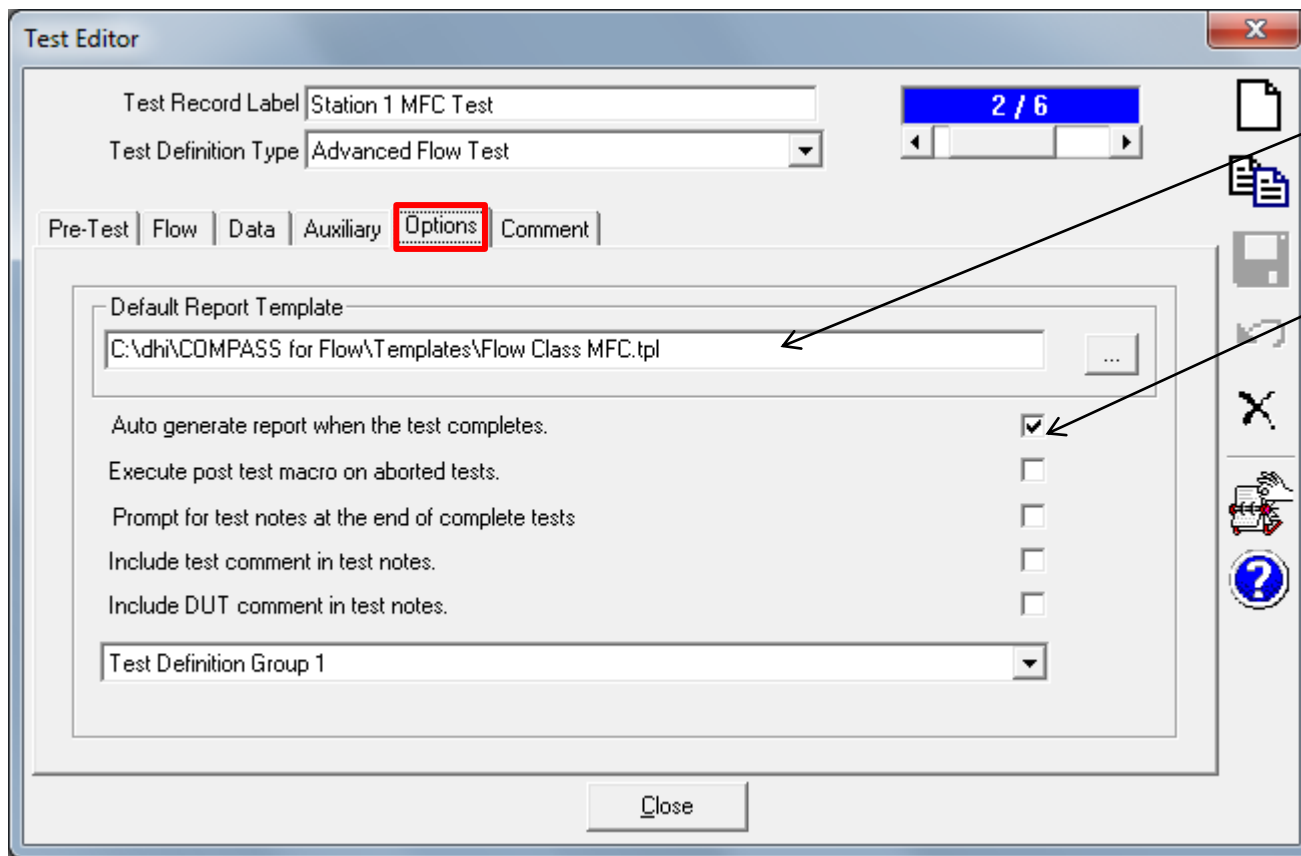 Test Editor
Test Record Label Station 1 MFC Test
2 / 6
Test Definition Type Advanced Flow Test
Pre-Test Flow Data Auxiliary Options Comment
Default Report Template
C:\dhi\COMPASS for Flow\Templates\Flow Class MFC.tpl
...
Auto generate report when the test completes.
Execute post test macro on aborted tests.
Prompt for test notes at the end of complete tests
Include test comment in test notes.
Include DUT comment in test notes.
Test Definition Group 1
Close